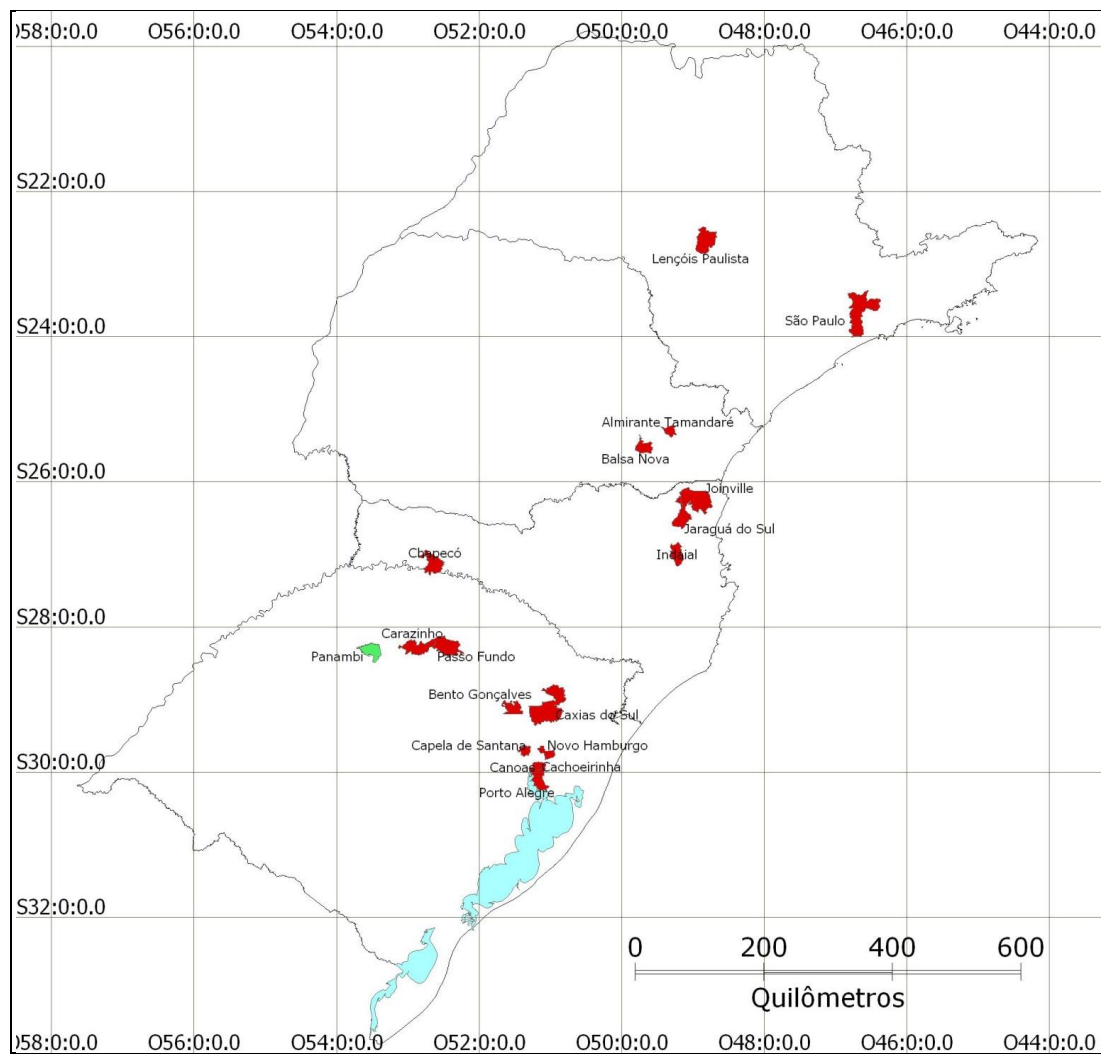 O58:0:0.0 O56:0:0.0 O54:0:0.0 O52:0:0.0 O50:0:0.0 O48:0:0.0 O46:0:0.0 O44:0:0.0
S22:0:0.0
Lençóis Paulista
São Paulo
S24:0:0.0
Almirante Tamandaré
Balsa Nova
S26:0:0.0
Joinville
Jaraguá do Sul
Chapecó
Indaial
S28:0:0.0
Carazinho
Panambi
Passo Fundo
Bento Gonçalves
Caxias do Sul
Capela de Santana
Novo Hamburgo
S30:0:0.0
Canoas
Cachoeirinha
Porto Alegre
S32:0:0.0
0 200 400 600
Quilômetros
O58:0:0.0 O56:0:0.0 O54:0:0.0 O52:0:0.0 O50:0:0.0 O48:0:0.0 O46:0:0.0 O44:0:0.0